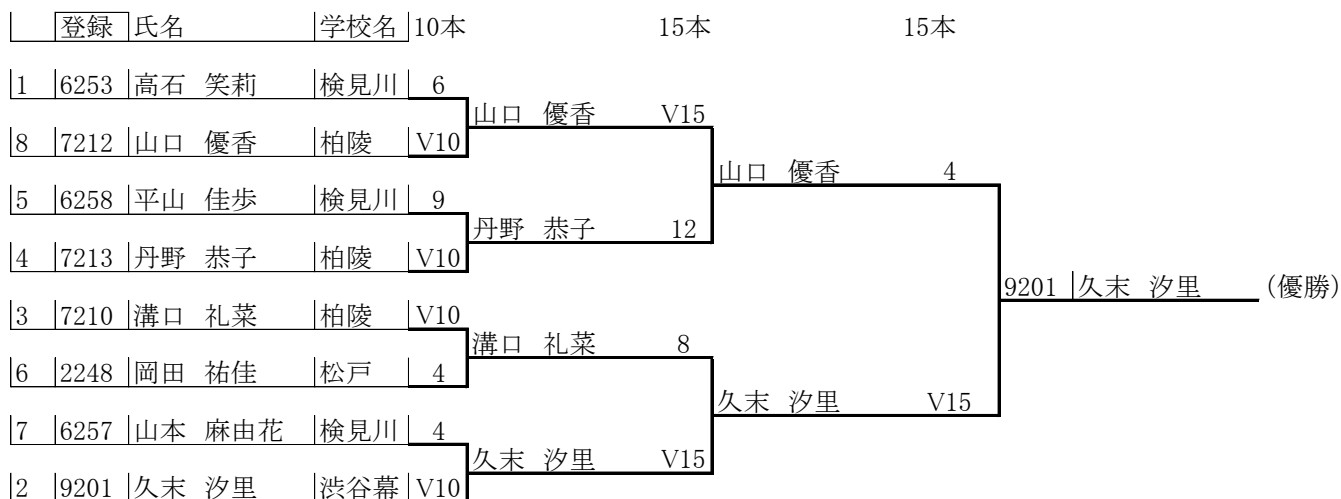 登録 氏名 学校名 10本 15本 15本
1 6253 高石 笑莉 検見川 6
山口 優香 V15
8 7212 山口 優香 柏陵 V10
山口 優香 4
5 6258 平山 佳歩 検見川 9
丹野 恭子 12
4 7213 丹野 恭子 柏陵 V10
9201 久末 汐里 (優勝)
3 7210 溝口 礼菜 柏陵 V10
溝口 礼菜 8
6 2248 岡田 祐佳 松戸 4
久末 汐里 V15
7 6257 山本 麻由花 検見川 4
久末 汐里 V15
2 9201 久末 汐里 渋谷幕 V10